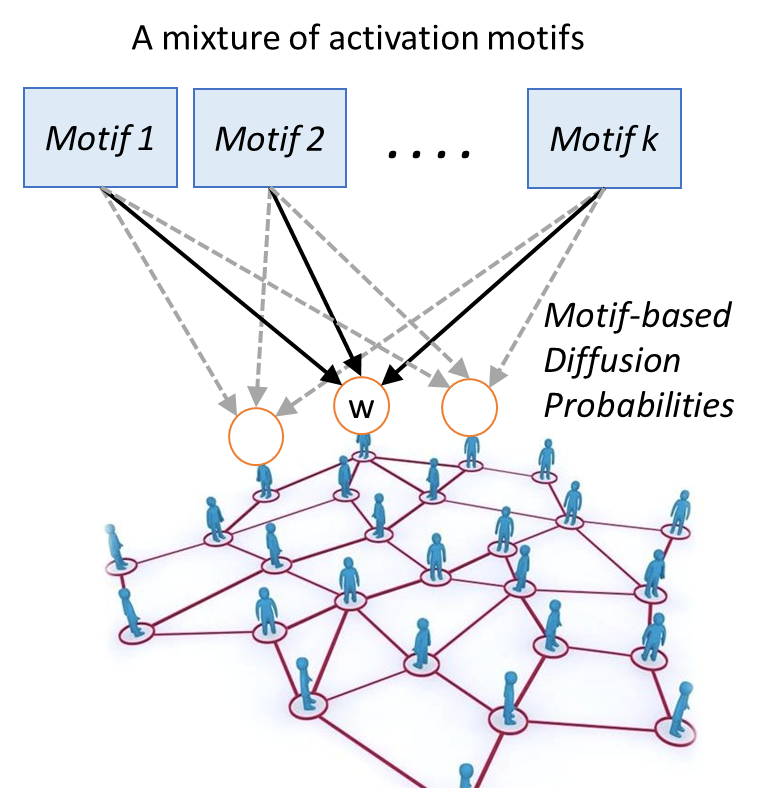 A mixture of activation motifs
Motif 1
Motif 2
....
Motif k
Motif-based
Diffusion
Probabilities
w